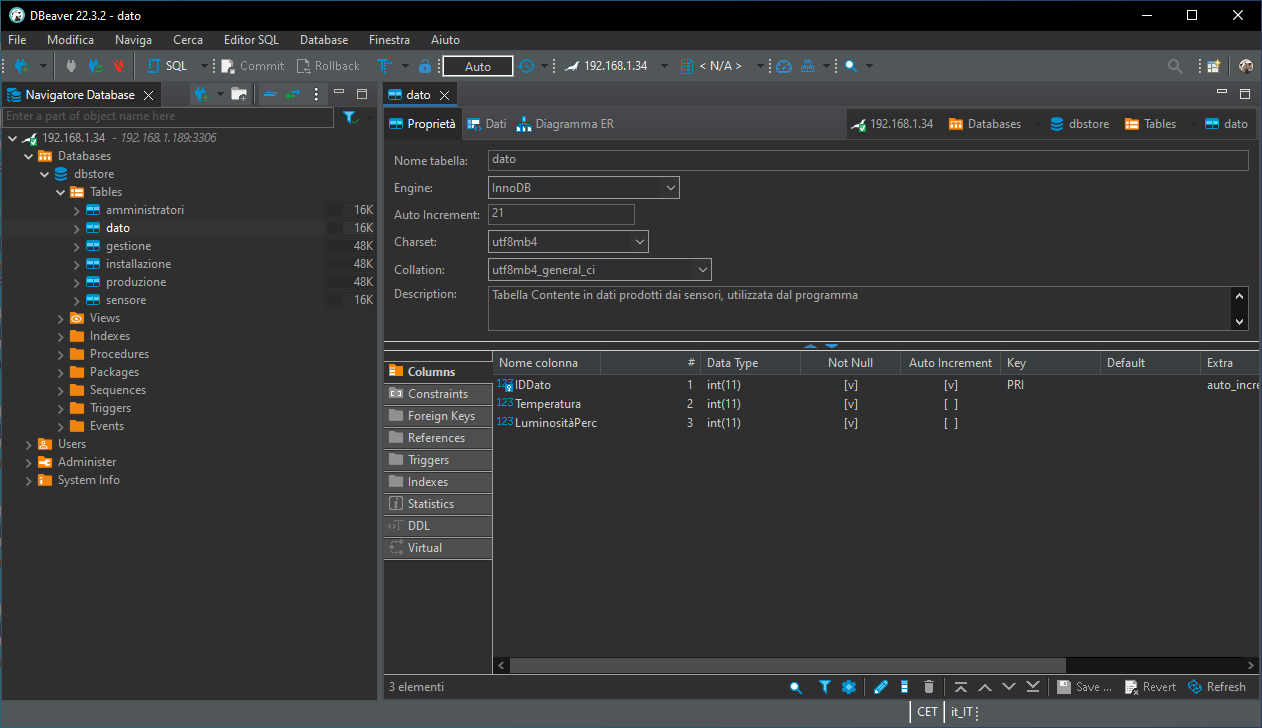 DBeaver 22.3.2 - dato
File Modifica Naviga Cerca Editor SQL Database Finestra Aiuto
SQL Commit Rollback Auto 192.168.1.34 < N/A >
Navigatore Database
Enter a part of object name here
192.168.1.34 - 192.168.1.189:3306
Databases
dbstore
Tables
amministratori 16K
dato 16K
gestione 48K
installazione 48K
produzione 48K
sensore 16K
Views
Indexes
Procedures
Packages
Sequences
Triggers
Events
Users
Administer
System Info
dato
Proprietà Dati Diagramma ER 192.168.1.34 Databases dbstore Tables dato
Nome tabella: dato
Engine: InnoDB
Auto Increment: 21
Charset: utf8mb4
Collation: utf8mb4_general_ci
Description: Tabella Contente in dati prodotti dai sensori, utilizzata dal programma
Columns
Constraints
Foreign Keys
References
Triggers
Indexes
Statistics
DDL
Virtual
Nome colonna # Data Type Not Null Auto Increment Key Default Extra
123 IDDato 1 int(11) [v] [v] PRI auto_incre
123 Temperatura 2 int(11) [v] [ ]
123 LuminositàPerc 3 int(11) [v] [ ]
3 elementi Save ... Revert Refresh
CET it_IT